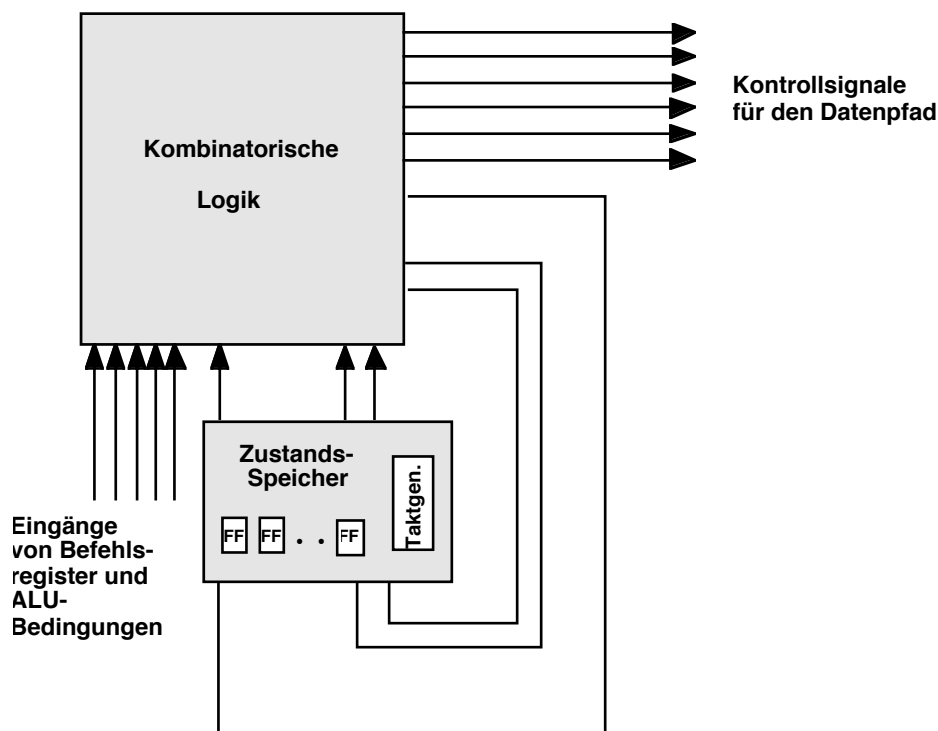 Kontrollsignale
für den Datenpfad
Kombinatorische
Logik
Zustands-
Speicher
Taktgen.
FF FF . . FF
Eingänge
von Befehls-
register und
ALU-
Bedingungen